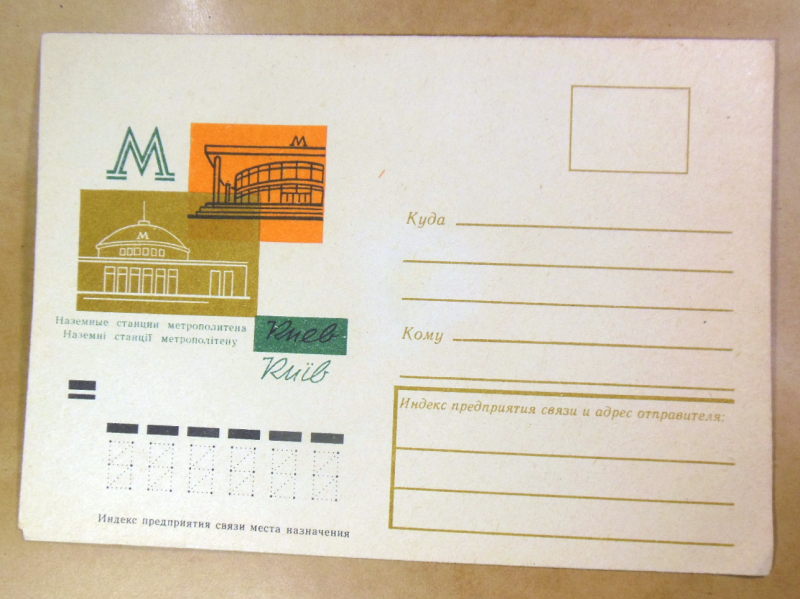 М
М
М
Наземные станции метрополитена
Наземні станції метрополітену
Киев
Київ
Куда
Кому
Индекс предприятия связи и адрес отправителя:
Индекс предприятия связи места назначения